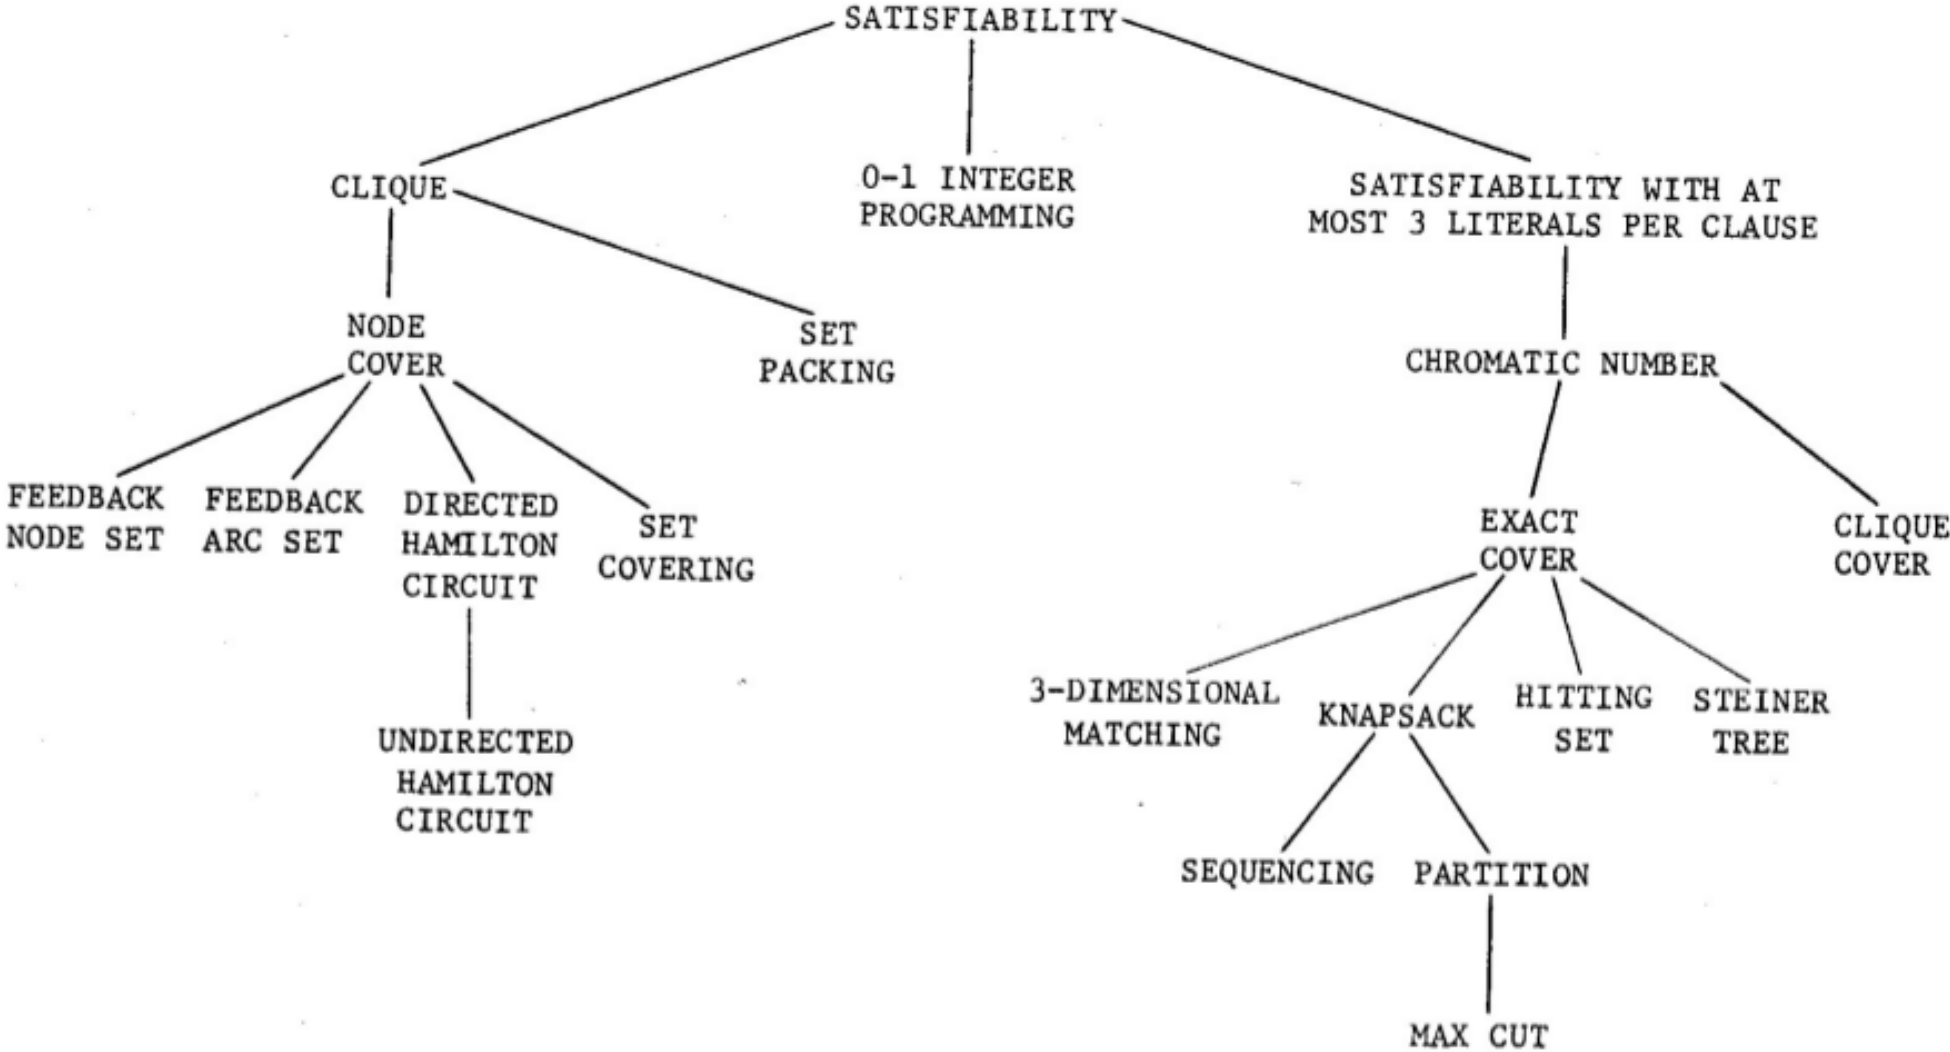 SATISFIABILITY
CLIQUE
0-1 INTEGER
PROGRAMMING
SATISFIABILITY WITH AT
MOST 3 LITERALS PER CLAUSE
NODE
COVER
SET
PACKING
CHROMATIC NUMBER
FEEDBACK
NODE SET
FEEDBACK
ARC SET
DIRECTED
HAMILTON
CIRCUIT
SET
COVERING
EXACT
COVER
CLIQUE
COVER
UNDIRECTED
HAMILTON
CIRCUIT
3-DIMENSIONAL
MATCHING
KNAPSACK
HITTING
SET
STEINER
TREE
SEQUENCING
PARTITION
MAX CUT